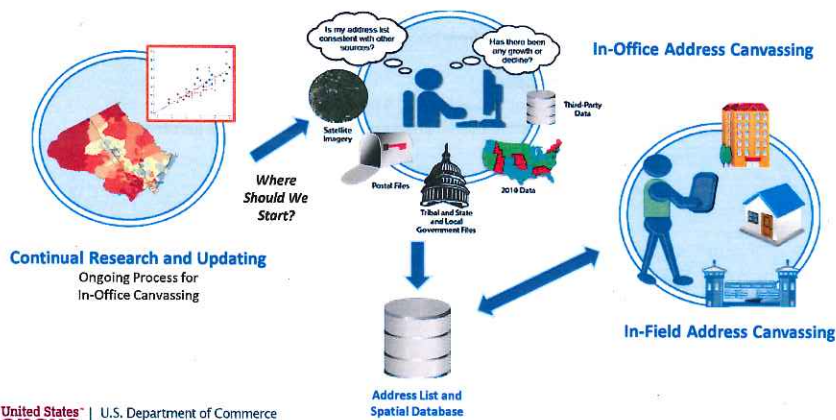 Is my address list
consistent with other
sources?
Has there been
any growth or
decline?
In-Office Address Canvassing
Third-Party
Data
Satellite
Imagery
Postal Files
2010 Data
Where
Should We
Start?
Tribal and State
and Local
Government Files
Continual Research and Updating
Ongoing Process for
In-Office Canvassing
In-Field Address Canvassing
Address List and
Spatial Database
United States™ | U.S. Department of Commerce